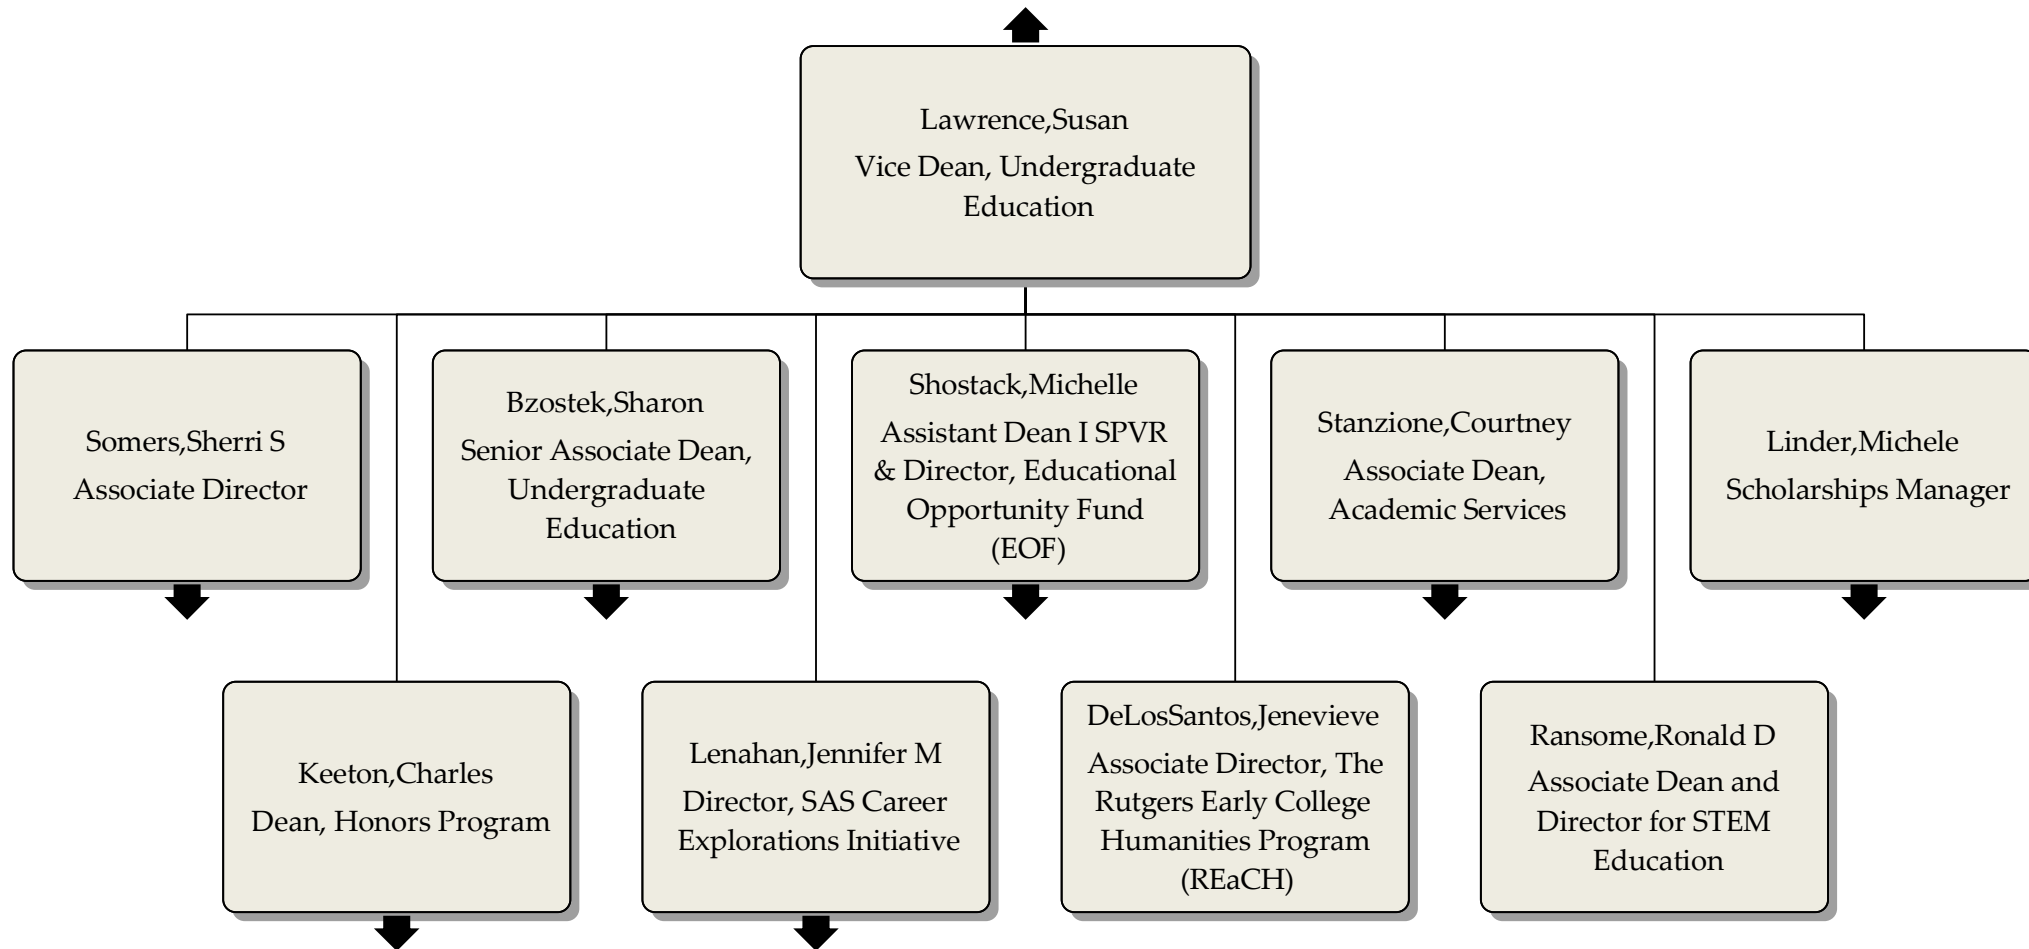 Lawrence,Susan
Vice Dean, Undergraduate
Education
Somers,Sherri S
Associate Director
Bzostek,Sharon
Senior Associate Dean,
Undergraduate
Education
Shostack,Michelle
Assistant Dean I SPVR
& Director, Educational
Opportunity Fund
(EOF)
Stanzione,Courtney
Associate Dean,
Academic Services
Linder,Michele
Scholarships Manager
Keeton,Charles
Dean, Honors Program
Lenahan,Jennifer M
Director, SAS Career
Explorations Initiative
DeLosSantos,Jenevieve
Associate Director, The
Rutgers Early College
Humanities Program
(REaCH)
Ransome,Ronald D
Associate Dean and
Director for STEM
Education